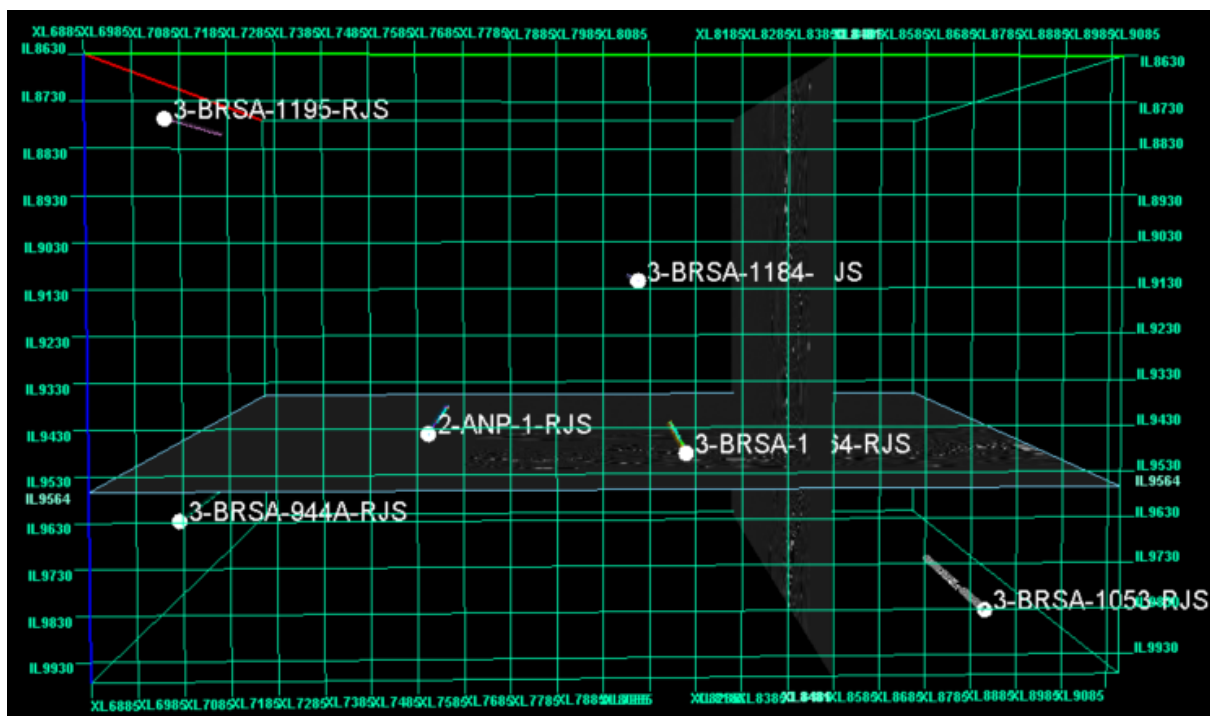 XL6885 XL6985 XL7085 XL7185 XL7285 XL7385 XL7485 XL7585 XL7685 XL7785 XL7885 XL7985 XL8085 XL8185 XL8285 XL8385 XL8585 XL8685 XL8785 XL8885 XL8985 XL9085
IL8630 IL8630
IL8730 3-BRSA-1195-RJS IL8730
IL8830 IL8830
IL8930 IL8930
IL9030 IL9030
3-BRSA-1184- JS
IL9130 IL9130
IL9230 IL9230
IL9330 IL9330
IL9430 2-ANP-1-RJS IL9430
3-BRSA-1 64-RJS
IL9530 IL9530
IL9564 IL9564
3-BRSA-944A-RJS
IL9630 IL9630
IL9730 IL9730
3-BRSA-1053-RJS
IL9830
IL9930 IL9930
XL6885 XL6985 XL7085 XL7185 XL7285 XL7385 XL7485 XL7585 XL7685 XL7785 XL7885 XL8385 XL8585 XL8685 XL8785 XL8885 XL8985 XL9085